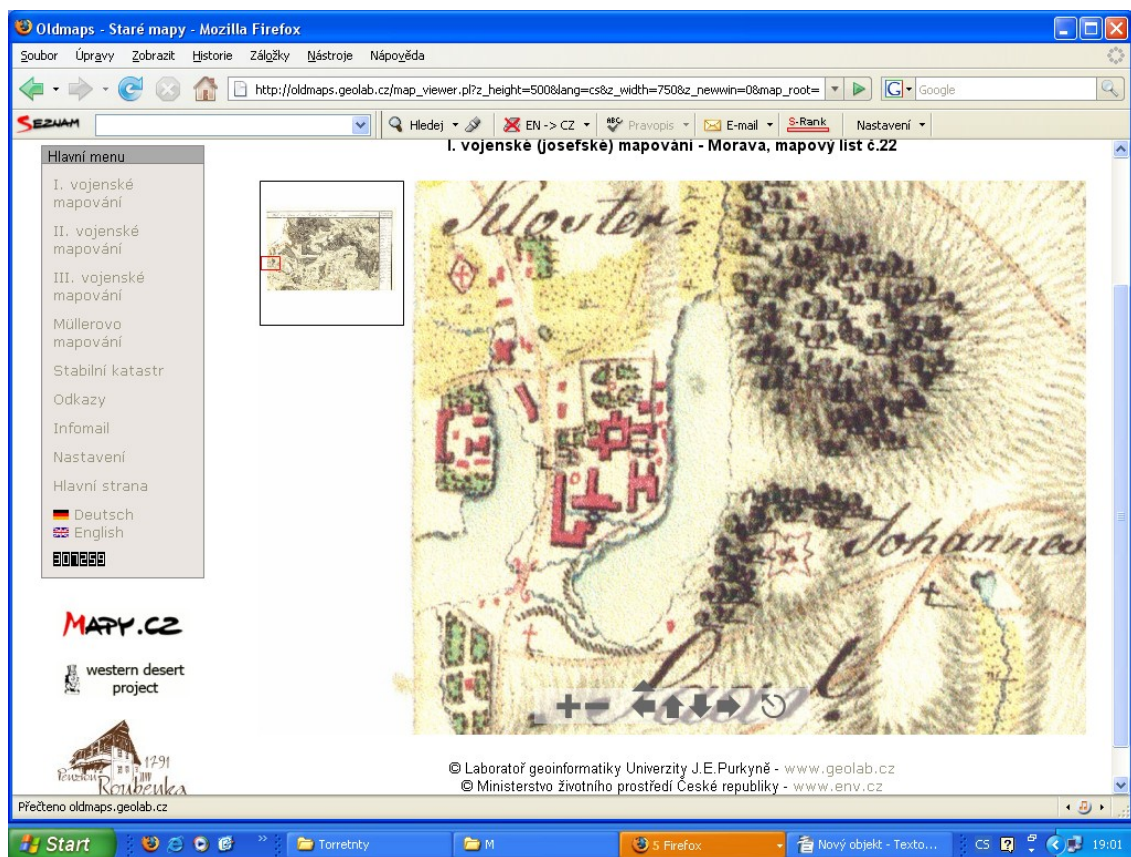 Oldmaps - Staré mapy - Mozilla Firefox
Soubor Úpravy Zobrazit Historie Záložky Nástroje Nápověda
http://oldmaps.geolab.cz/map_viewer.pl?z_height=500&lang=cs&z_width=750&z_newwin=0&map_root=
G Google
SEZNAM
Hledej EN -> CZ ABC Pravopis E-mail S-Rank Nastavení
Hlavní menu
I. vojenské
mapování
II. vojenské
mapování
III. vojenské
mapování
Müllerovo
mapování
Stabilní katastr
Odkazy
Infomail
Nastavení
Hlavní strana
Deutsch
English
301259
MAPY.CZ
western desert
project
1791
Penzion
Roubenka
I. vojenské (josefské) mapování - Morava, mapový list č.22
Kloster
Johannes
© Laboratoř geoinformatiky Univerzity J.E.Purkyně - www.geolab.cz
© Ministerstvo životního prostředí České republiky - www.env.cz
Přečteno oldmaps.geolab.cz
Start Torretnty M 5 Firefox Nový objekt - Texto... CS 19:01